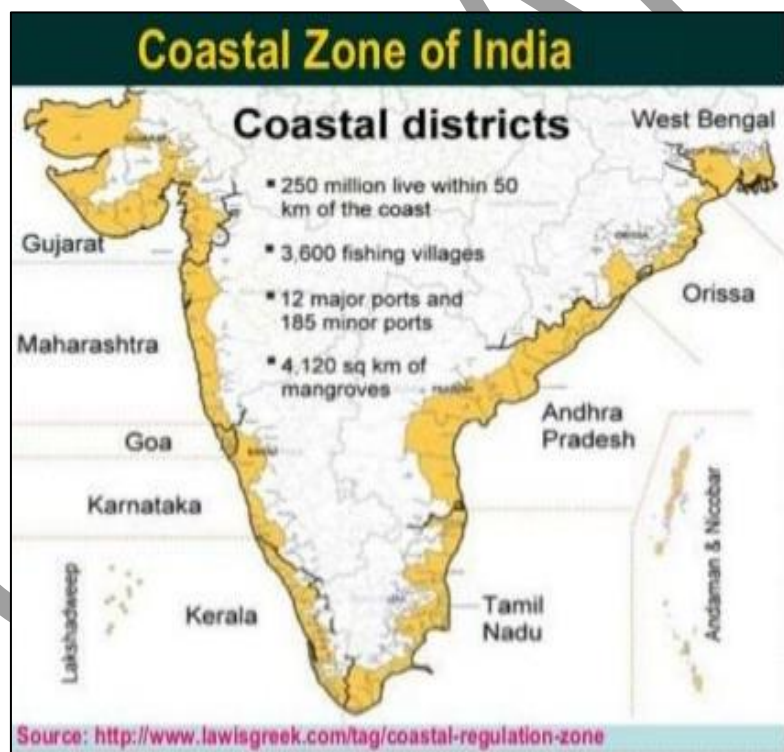 Coastal Zone of India
Coastal districts
West Bengal
▪ 250 million live within 50
km of the coast
▪ 3,600 fishing villages
▪ 12 major ports and
185 minor ports
▪ 4,120 sq km of
mangroves
Gujarat
Maharashtra
Goa
Karnataka
Kerala
Lakshadweep
Orissa
Andhra
Pradesh
Tamil
Nadu
Andaman & Nicobar
Source: http://www.lawisgreek.com/tag/coastal-regulation-zone